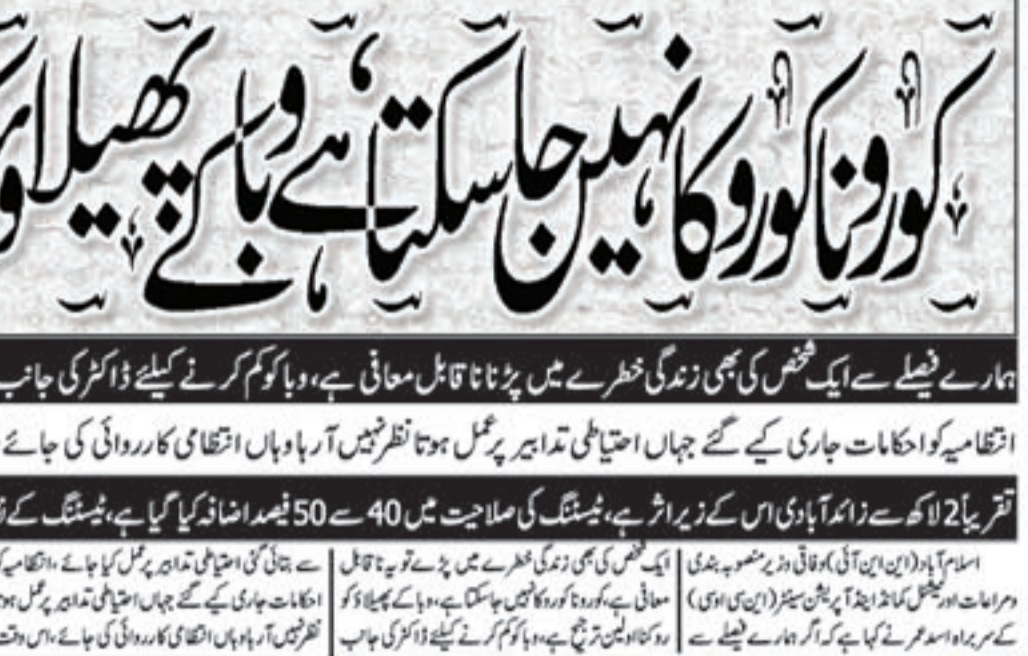 کورونا کو روکا نہیں جاسکتا ہے، وبا کے پھیلاؤ
ہمارے فیصلے سے ایک شخص کی بھی زندگی خطرے میں پڑنا ناقابل معافی ہے، وبا کو کم کرنے کیلئے ڈاکٹر کی جانب
انتظامیہ کو احکامات جاری کیے گئے جہاں احتیاطی تدابیر پر عمل ہوتا نظر نہیں آرہا وہاں انتظامی کارروائی کی جائے
تقریباً 2 لاکھ سے زائد آبادی اس کے زیر اثر ہے، ٹیسٹنگ کی صلاحیت میں 40 سے 50 فیصد اضافہ کیا گیا ہے، ٹیسٹنگ کے
اسلام آباد (این این آئی) وفاقی وزیر منصوبہ بندی
ومراعات اور نیشنل کمانڈ اینڈ آپریشن سینٹر (این سی او سی)
کے سربراہ اسد عمر نے کہا ہے کہ اگر ہمارے فیصلے سے
ایک شخص کی بھی زندگی خطرے میں پڑے تو یہ ناقابل
معافی ہے، کورونا کو روکا نہیں جاسکتا ہے، وبا کے پھیلاؤ کو
روکنا اولین ترجیح ہے، وبا کو کم کرنے کیلئے ڈاکٹر کی جانب
سے بتائی گئی احتیاطی تدابیر پر عمل کیا جائے، انتظامیہ کو
احکامات جاری کیے گئے جہاں احتیاطی تدابیر پر عمل ہوتا
نظر نہیں آرہا وہاں انتظامی کارروائی کی جائے، اس وقت